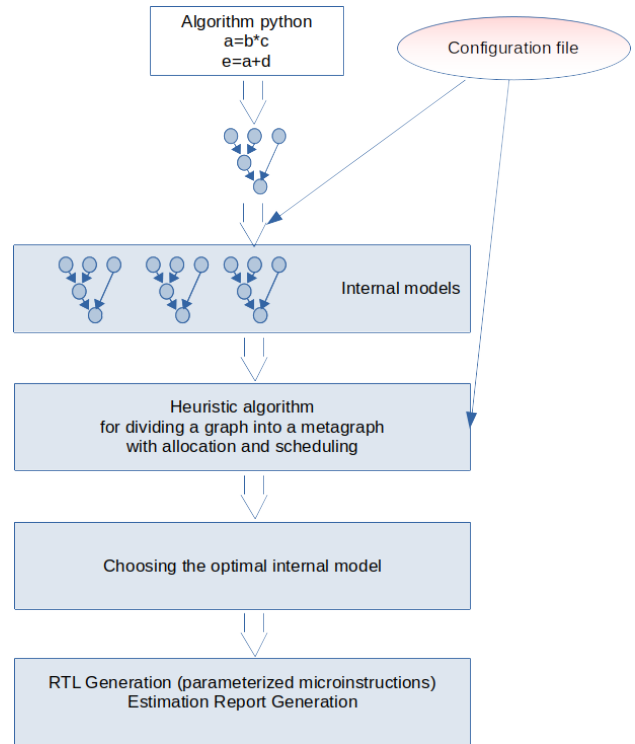 Algorithm python
a=b*c
e=a+d
Configuration file
Internal models
Heuristic algorithm
for dividing a graph into a metagraph
with allocation and scheduling
Choosing the optimal internal model
RTL Generation (parameterized microinstructions)
Estimation Report Generation